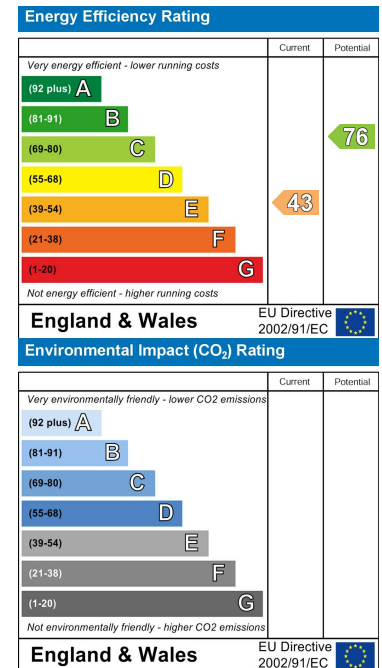 Energy Efficiency Rating
Current Potential
Very energy efficient - lower running costs
(92 plus) A
(81-91) B
(69-80) C
(55-68) D
(39-54) E
(21-38) F
(1-20) G
43
76
Not energy efficient - higher running costs
England & Wales
EU Directive
2002/91/EC
Environmental Impact (CO₂) Rating
Current Potential
Very environmentally friendly - lower CO2 emissions
(92 plus) A
(81-91) B
(69-80) C
(55-68) D
(39-54) E
(21-38) F
(1-20) G
Not environmentally friendly - higher CO2 emissions
England & Wales
EU Directive
2002/91/EC